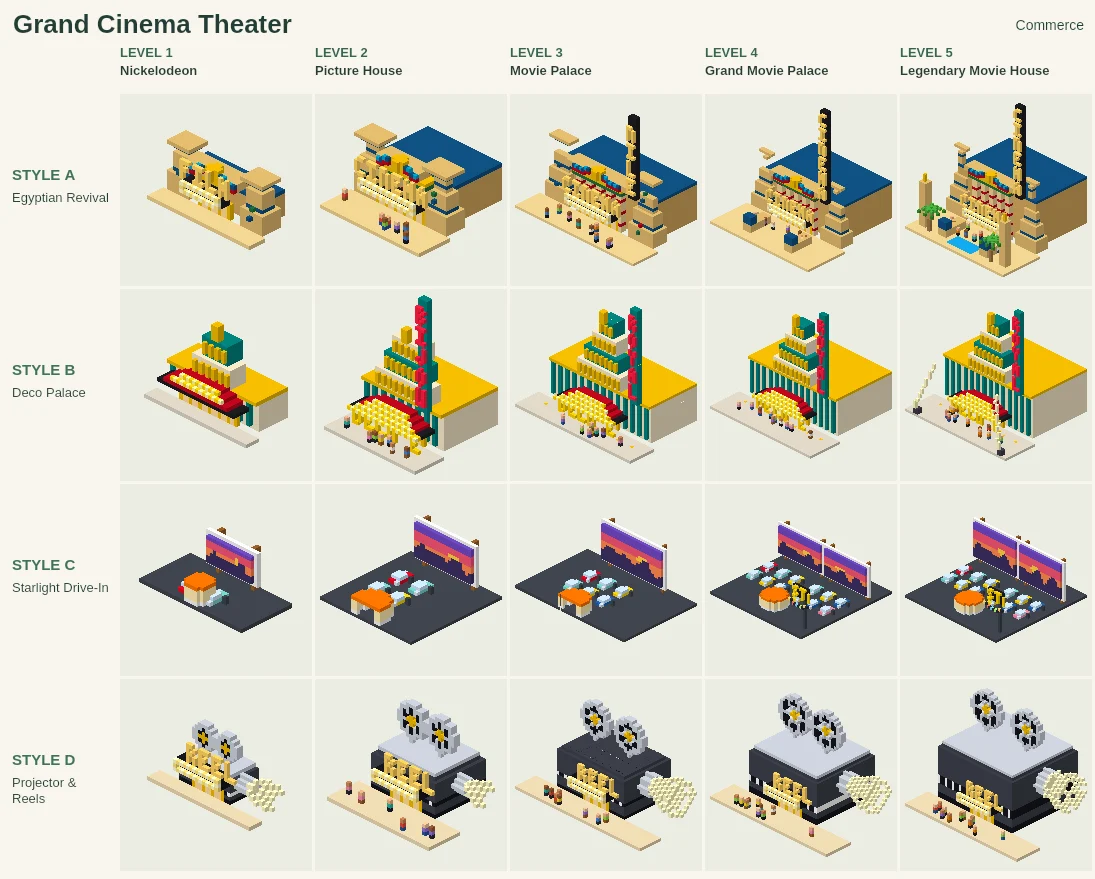 Grand Cinema Theater
Commerce
LEVEL 1
Nickelodeon
LEVEL 2
Picture House
LEVEL 3
Movie Palace
LEVEL 4
Grand Movie Palace
LEVEL 5
Legendary Movie House
STYLE A
Egyptian Revival
STYLE B
Deco Palace
STYLE C
Starlight Drive-In
STYLE D
Projector &
Reels